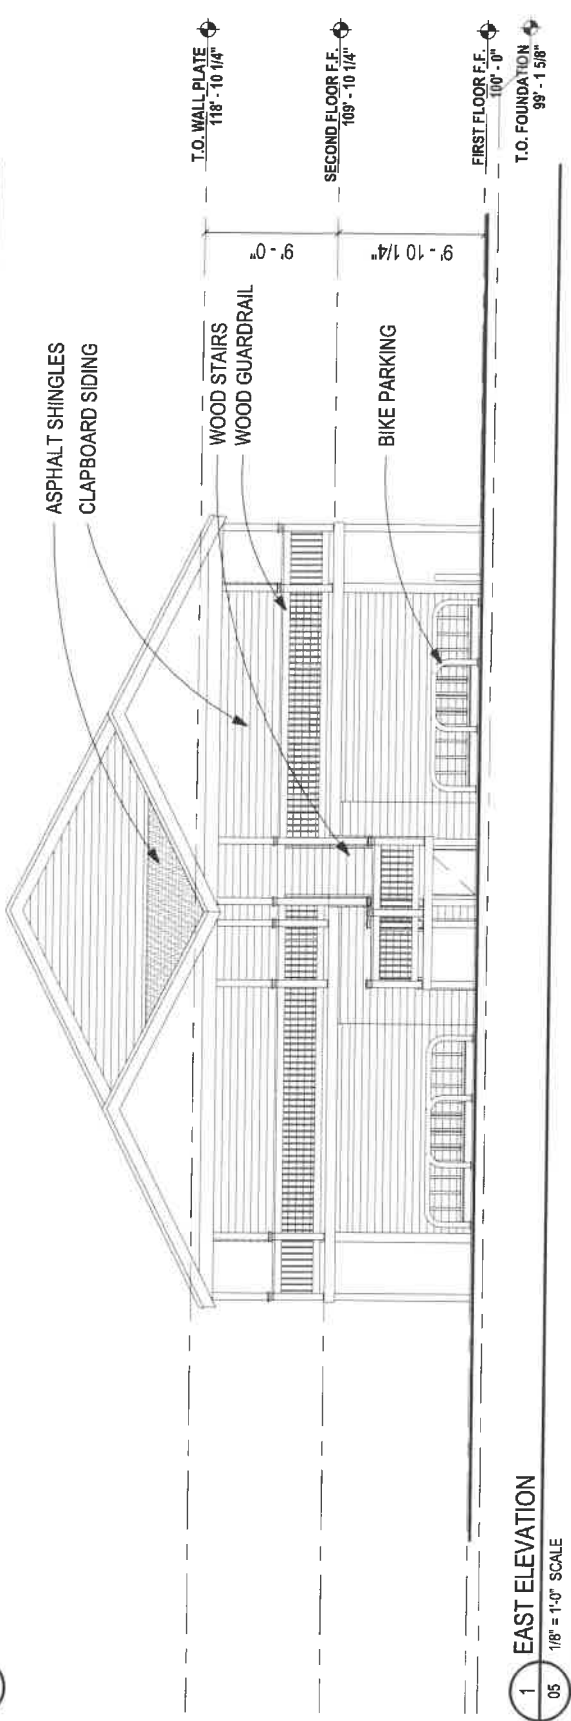 ASPHALT SHINGLES
CLAPBOARD SIDING
WOOD STAIRS
WOOD GUARDRAIL
BIKE PARKING
T.O. WALL PLATE
118' - 10 1/4"
9' - 0"
SECOND FLOOR F.F.
109' - 10 1/4"
9' - 10 1/4"
FIRST FLOOR F.F.
100' - 0"
T.O. FOUNDATION
99' - 1 5/8"
1
05
EAST ELEVATION
1/8" = 1'-0" SCALE